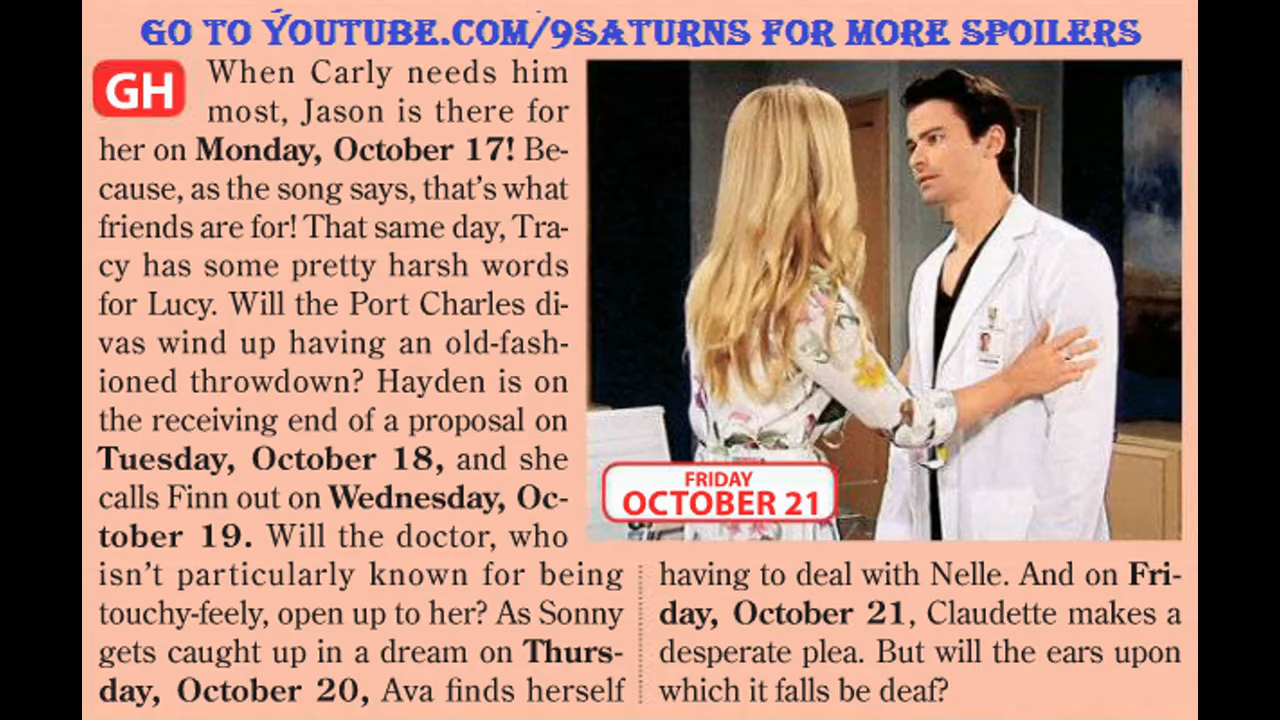 GO TO YOUTUBE.COM/9SATURNS FOR MORE SPOILERS
GH
When Carly needs him
most, Jason is there for
her on Monday, October 17! Be-
cause, as the song says, that's what
friends are for! That same day, Tra-
cy has some pretty harsh words
for Lucy. Will the Port Charles di-
vas wind up having an old-fash-
ioned throwdown? Hayden is on
the receiving end of a proposal on
Tuesday, October 18, and she
calls Finn out on Wednesday, Oc-
tober 19. Will the doctor, who
isn't particularly known for being
touchy-feely, open up to her? As Sonny
gets caught up in a dream on Thurs-
day, October 20, Ava finds herself
having to deal with Nelle. And on Fri-
day, October 21, Claudette makes a
desperate plea. But will the ears upon
which it falls be deaf?
FRIDAY
OCTOBER 21